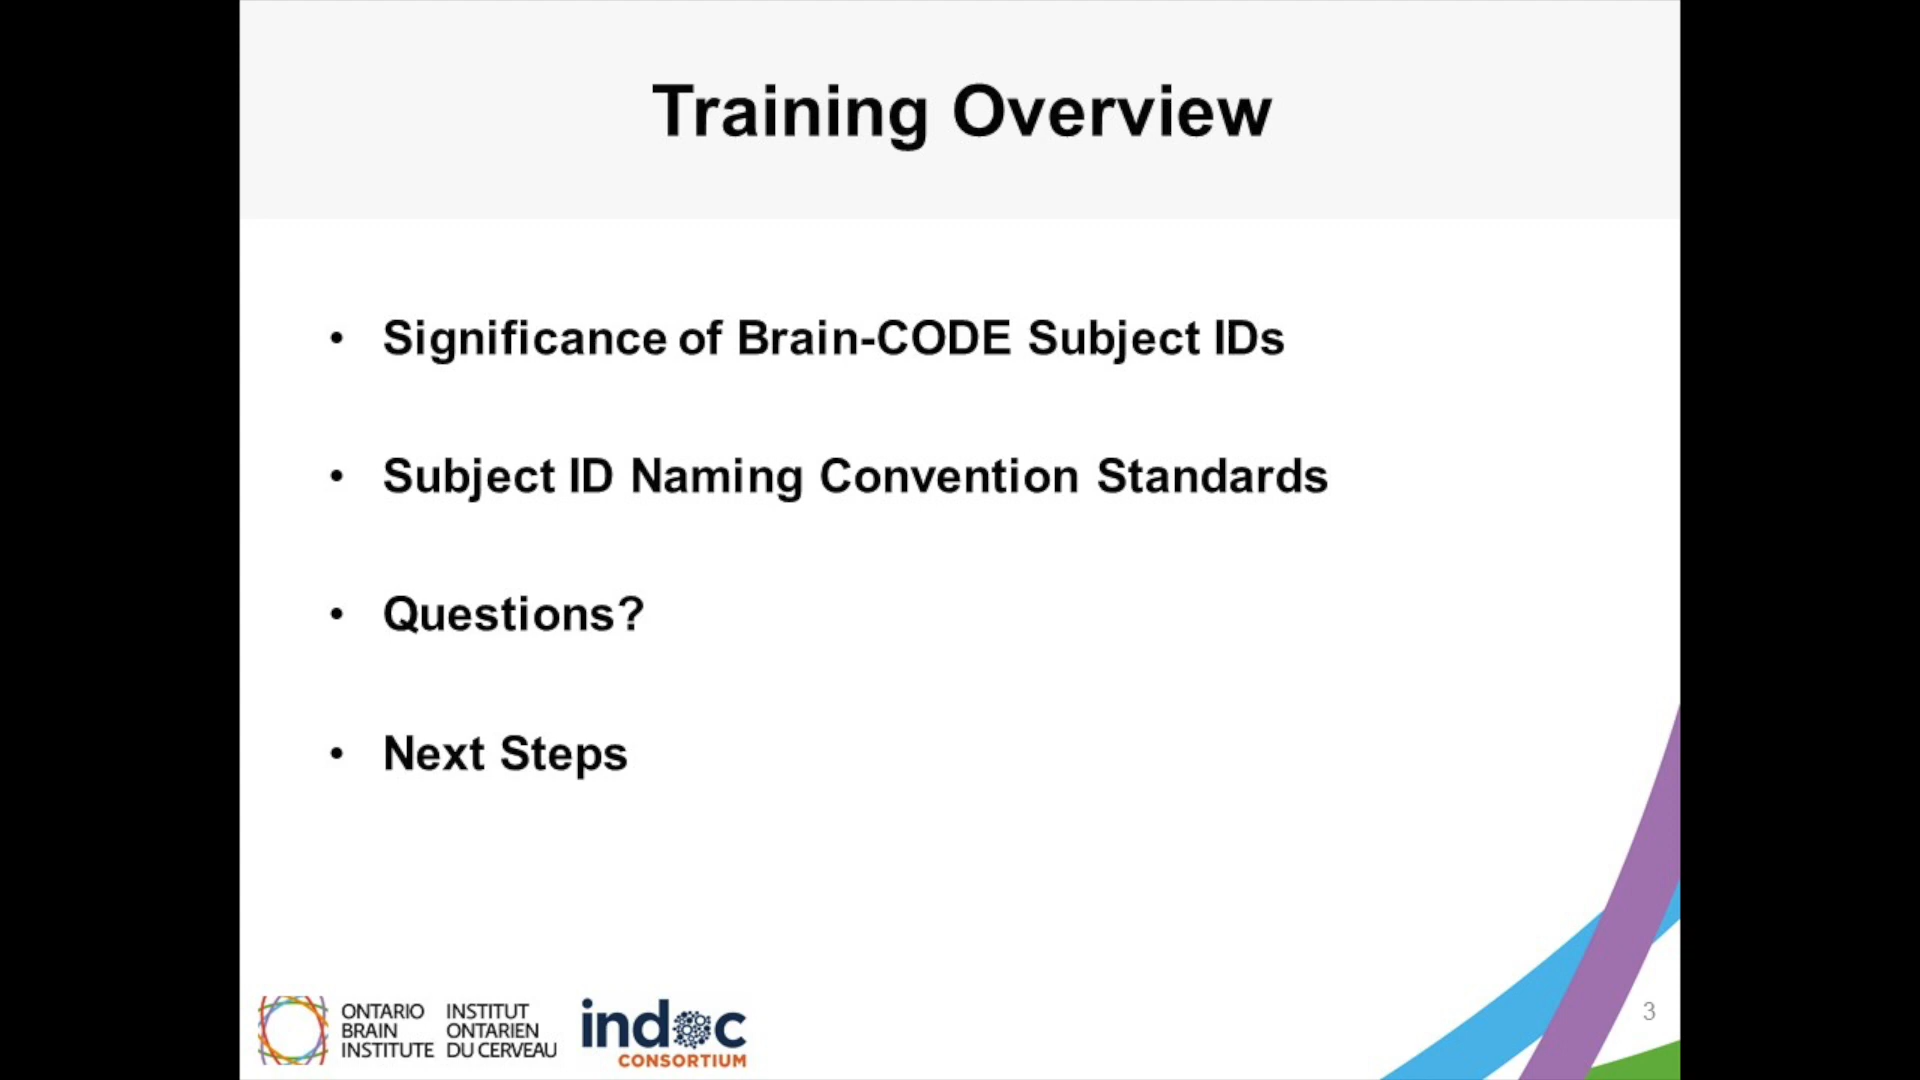 Training Overview
• Significance of Brain-CODE Subject IDs
• Subject ID Naming Convention Standards
• Questions?
• Next Steps
ONTARIO
BRAIN
INSTITUTE
INSTITUT
ONTARIEN
DU CERVEAU
indoc
CONSORTIUM
3